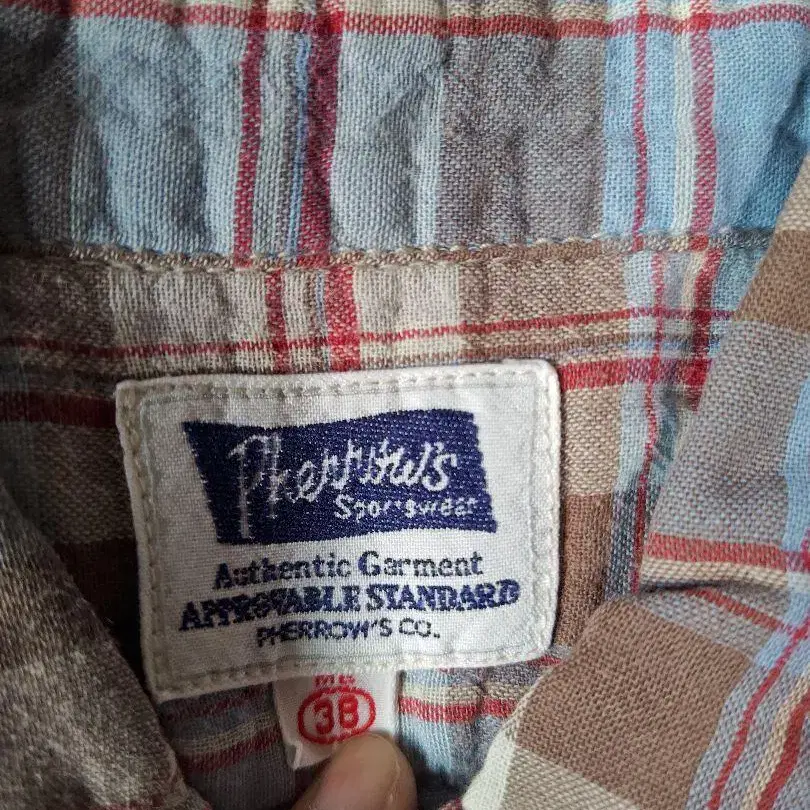 Pherrow's
Sportswear
Authentic Garment
APPROVABLE STANDARD
PHERROW'S CO.
38